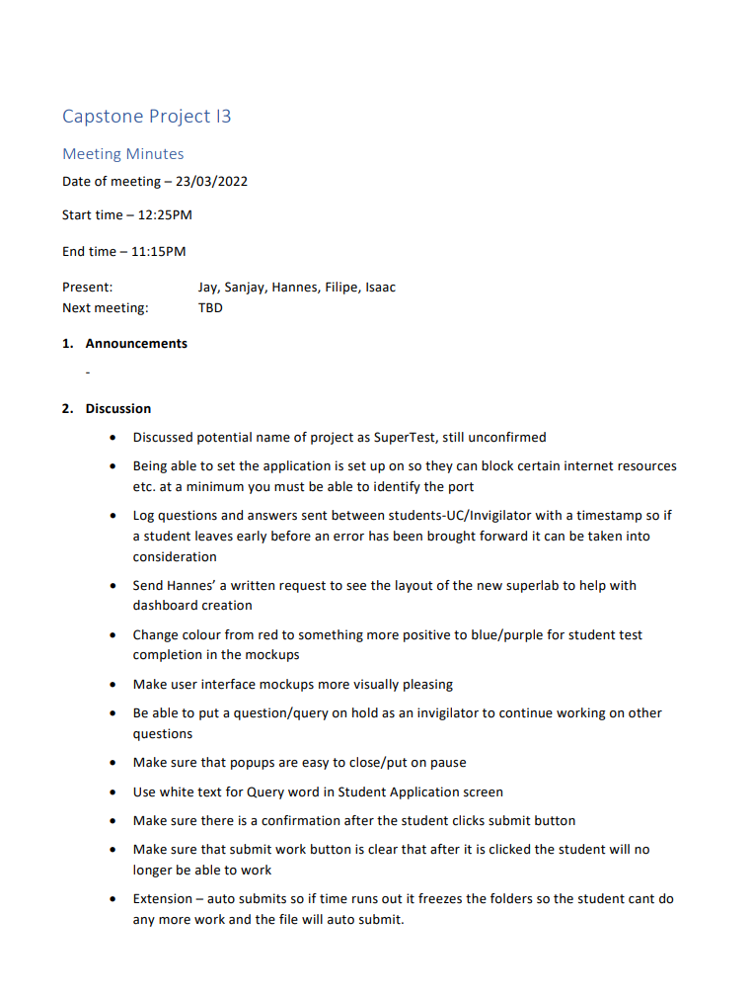 Capstone Project I3
Meeting Minutes
Date of meeting – 23/03/2022
Start time – 12:25PM
End time – 11:15PM
Present: Jay, Sanjay, Hannes, Filipe, Isaac
Next meeting: TBD
1. Announcements
-
2. Discussion
• Discussed potential name of project as SuperTest, still unconfirmed
• Being able to set the application is set up on so they can block certain internet resources
etc. at a minimum you must be able to identify the port
• Log questions and answers sent between students-UC/Invigilator with a timestamp so if
a student leaves early before an error has been brought forward it can be taken into
consideration
• Send Hannes’ a written request to see the layout of the new superlab to help with
dashboard creation
• Change colour from red to something more positive to blue/purple for student test
completion in the mockups
• Make user interface mockups more visually pleasing
• Be able to put a question/query on hold as an invigilator to continue working on other
questions
• Make sure that popups are easy to close/put on pause
• Use white text for Query word in Student Application screen
• Make sure there is a confirmation after the student clicks submit button
• Make sure that submit work button is clear that after it is clicked the student will no
longer be able to work
• Extension – auto submits so if time runs out it freezes the folders so the student cant do
any more work and the file will auto submit.